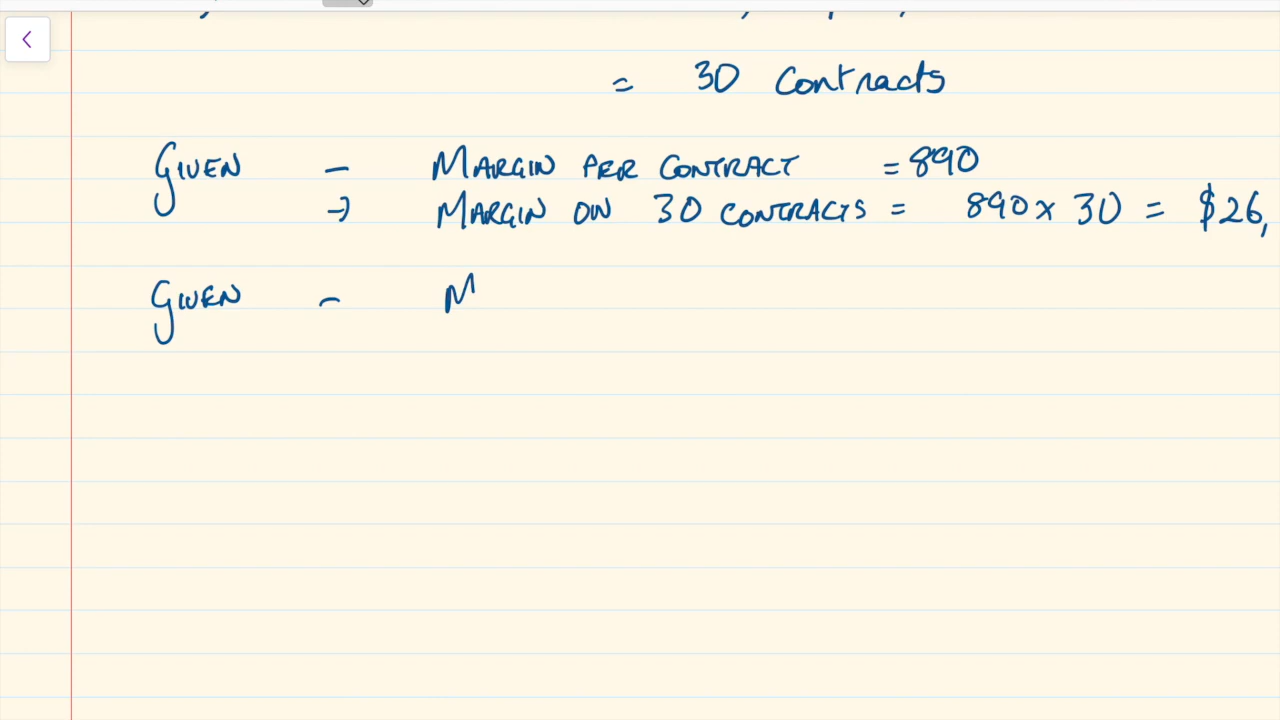 = 30 Contracts
GIVEN - MARGIN PER CONTRACT = 890
→ MARGIN ON 30 CONTRACTS = 890 x 30 = $26,
GIVEN - M